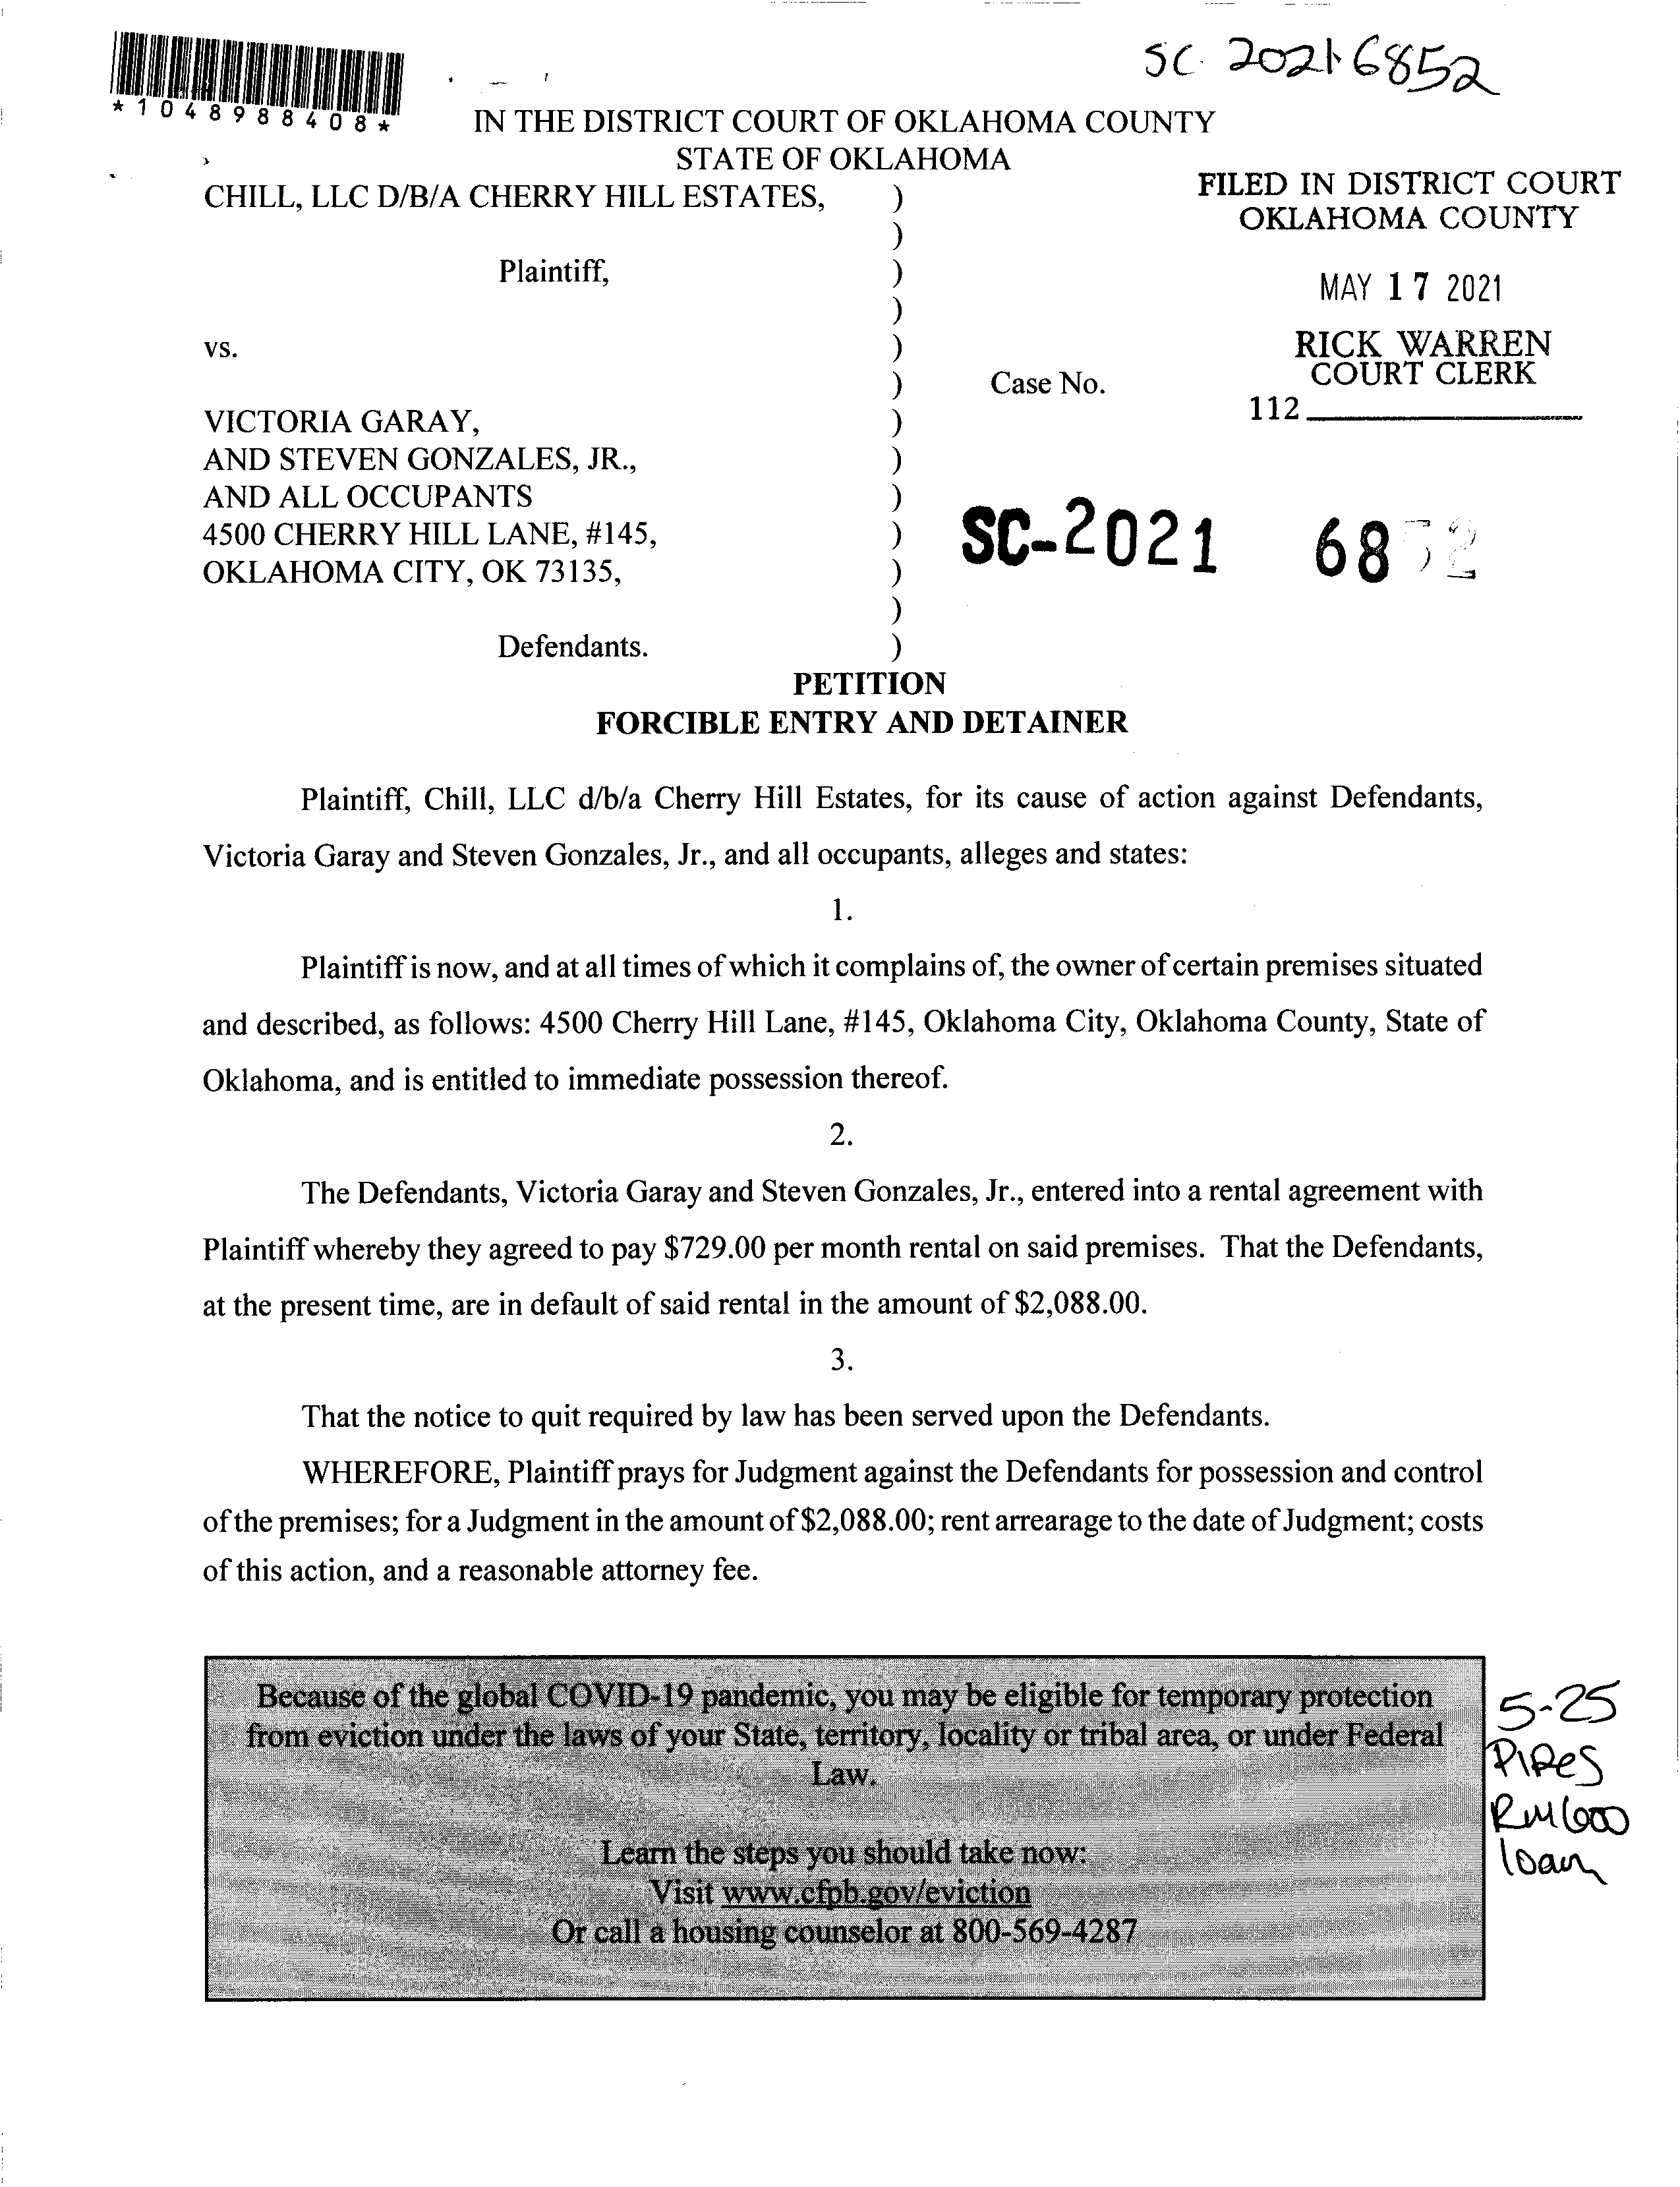 SC 2021-6852
*1048988408*
IN THE DISTRICT COURT OF OKLAHOMA COUNTY
STATE OF OKLAHOMA
CHILL, LLC D/B/A CHERRY HILL ESTATES, )
FILED IN DISTRICT COURT
OKLAHOMA COUNTY
)
Plaintiff, )
MAY 17 2021
)
vs. )
RICK WARREN
COURT CLERK
) Case No.
112
VICTORIA GARAY, )
AND STEVEN GONZALES, JR., )
AND ALL OCCUPANTS )
4500 CHERRY HILL LANE, #145, )
SC-2021 6852
OKLAHOMA CITY, OK 73135, )
)
Defendants. )
PETITION
FORCIBLE ENTRY AND DETAINER
Plaintiff, Chill, LLC d/b/a Cherry Hill Estates, for its cause of action against Defendants,
Victoria Garay and Steven Gonzales, Jr., and all occupants, alleges and states:
1.
Plaintiff is now, and at all times of which it complains of, the owner of certain premises situated
and described, as follows: 4500 Cherry Hill Lane, #145, Oklahoma City, Oklahoma County, State of
Oklahoma, and is entitled to immediate possession thereof.
2.
The Defendants, Victoria Garay and Steven Gonzales, Jr., entered into a rental agreement with
Plaintiff whereby they agreed to pay $729.00 per month rental on said premises. That the Defendants,
at the present time, are in default of said rental in the amount of $2,088.00.
3.
That the notice to quit required by law has been served upon the Defendants.
WHEREFORE, Plaintiff prays for Judgment against the Defendants for possession and control
of the premises; for a Judgment in the amount of $2,088.00; rent arrearage to the date of Judgment; costs
of this action, and a reasonable attorney fee.
Because of the global COVID-19 pandemic, you may be eligible for temporary protection
from eviction under the laws of your State, territory, locality or tribal area, or under Federal
Law.
Learn the steps you should take now:
Visit www.cfpb.gov/eviction
Or call a housing counselor at 800-569-4287
5-25
PIRes
RM 600
10am